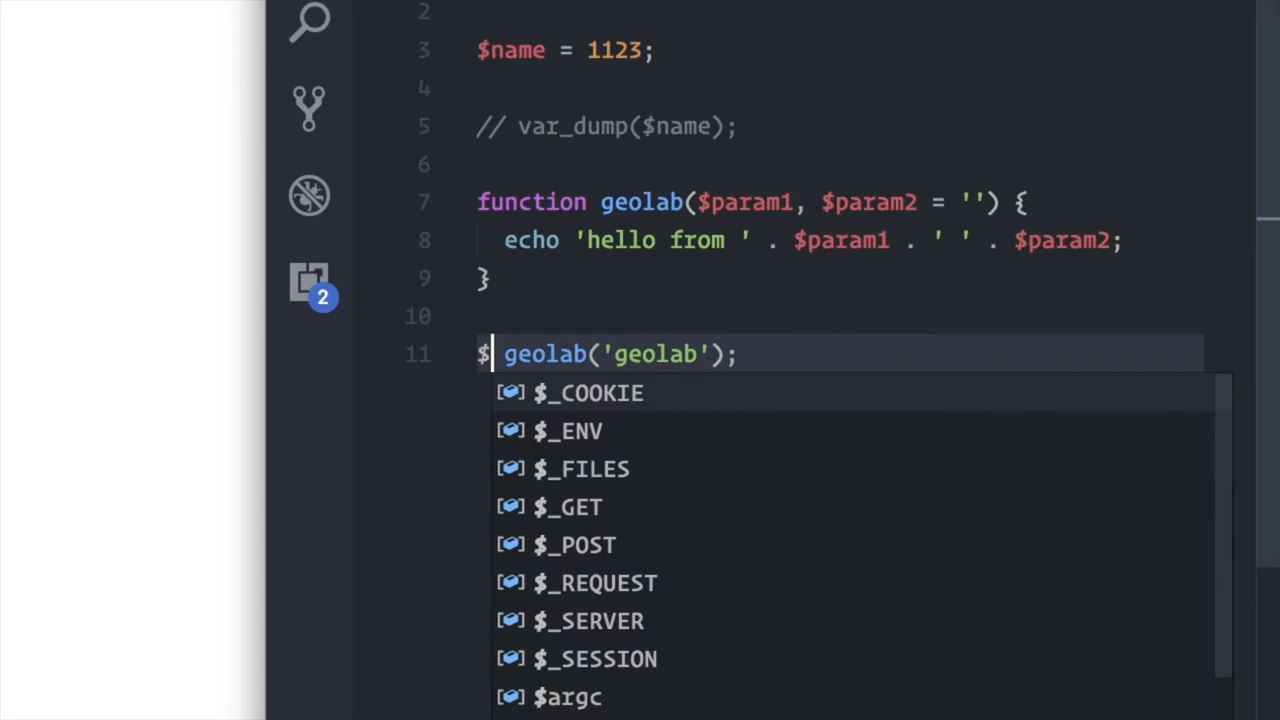 2
3 $name = 1123;
4
5 // var_dump($name);
6
7 function geolab($param1, $param2 = '') {
8 echo 'hello from ' . $param1 . ' ' . $param2;
9 }
10
11 $ geolab('geolab');
$_COOKIE
$_ENV
$_FILES
$_GET
$_POST
$_REQUEST
$_SERVER
$_SESSION
$argc
2